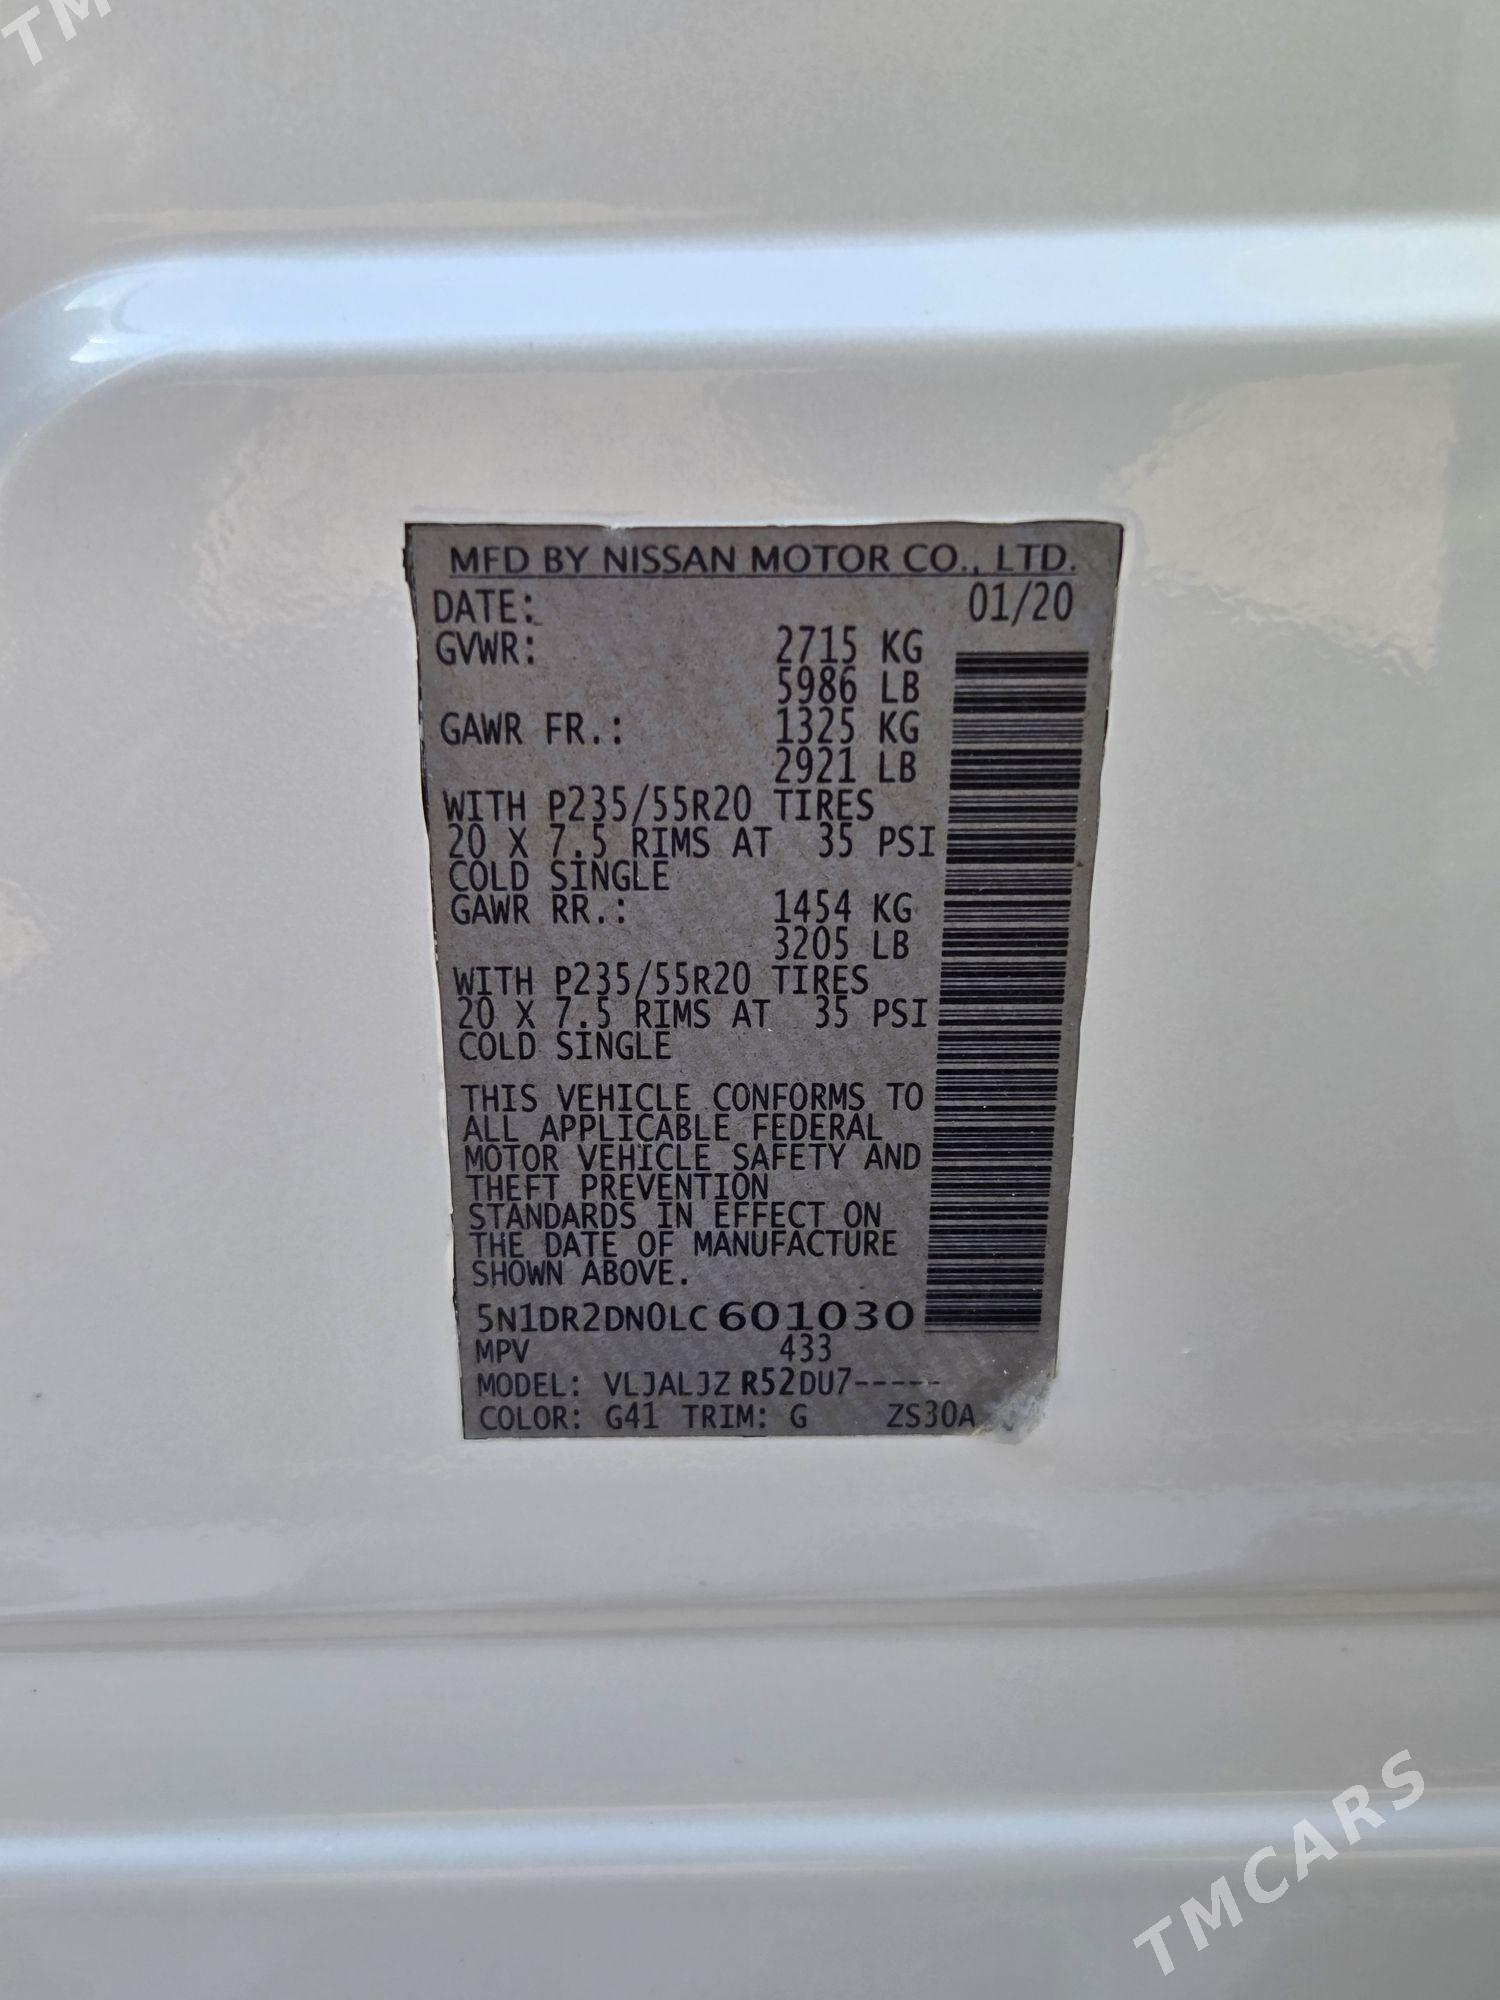 TM
MFD BY NISSAN MOTOR CO., LTD.
DATE: 01/20
GVWR: 2715 KG
5986 LB
GAWR FR.: 1325 KG
2921 LB
WITH P235/55R20 TIRES
20 X 7.5 RIMS AT 35 PSI
COLD SINGLE
GAWR RR.: 1454 KG
3205 LB
WITH P235/55R20 TIRES
20 X 7.5 RIMS AT 35 PSI
COLD SINGLE
THIS VEHICLE CONFORMS TO
ALL APPLICABLE FEDERAL
MOTOR VEHICLE SAFETY AND
THEFT PREVENTION
STANDARDS IN EFFECT ON
THE DATE OF MANUFACTURE
SHOWN ABOVE.
5N1DR2DN0LC601030
MPV 433
MODEL: VLJALJZ R52DU7-----
COLOR: G41 TRIM: G ZS30A
TMCARS